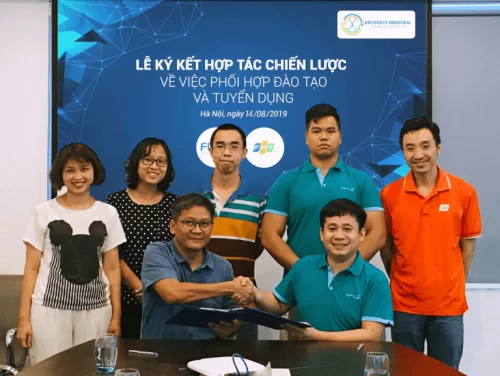 UNIVERSITY INDUSTRIAL
LỄ KÝ KẾT HỢP TÁC CHIẾN LƯỢC
VỀ VIỆC PHỐI HỢP ĐÀO TẠO
VÀ TUYỂN DỤNG
Hà Nội, ngày 14/08/2019
FPT